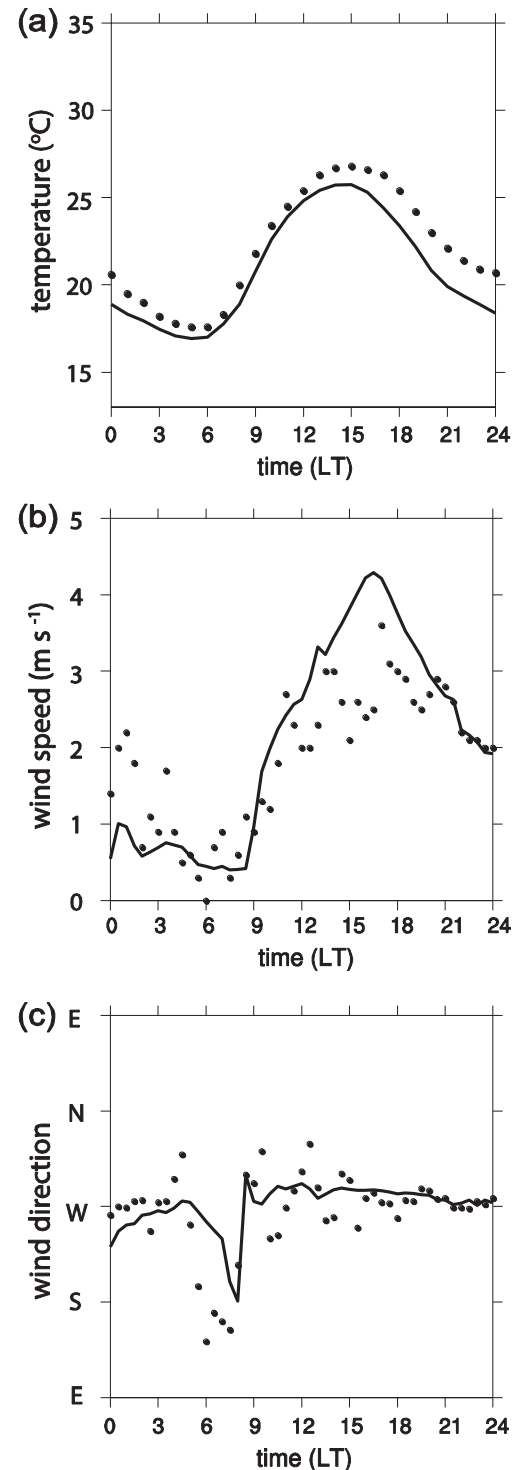 (a)
35
30
25
20
15
temperature (ºC)
0 3 6 9 12 15 18 21 24
time (LT)
(b)
5
4
3
2
1
0
wind speed (m s⁻¹)
0 3 6 9 12 15 18 21 24
time (LT)
(c)
E
N
W
S
E
wind direction
0 3 6 9 12 15 18 21 24
time (LT)